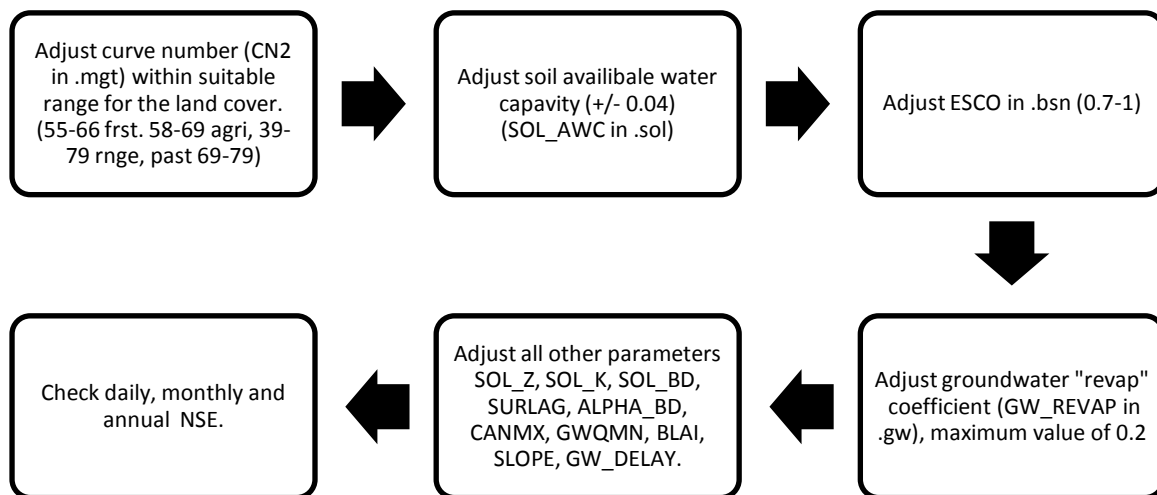 Adjust curve number (CN2
in .mgt) within suitable
range for the land cover.
(55-66 frst. 58-69 agri, 39-
79 rnge, past 69-79)
Adjust soil availibale water
capavity (+/- 0.04)
(SOL_AWC in .sol)
Adjust ESCO in .bsn (0.7-1)
Adjust groundwater "revap"
coefficient (GW_REVAP in
.gw), maximum value of 0.2
Adjust all other parameters
SOL_Z, SOL_K, SOL_BD,
SURLAG, ALPHA_BD,
CANMX, GWQMN, BLAI,
SLOPE, GW_DELAY.
Check daily, monthly and
annual  NSE.